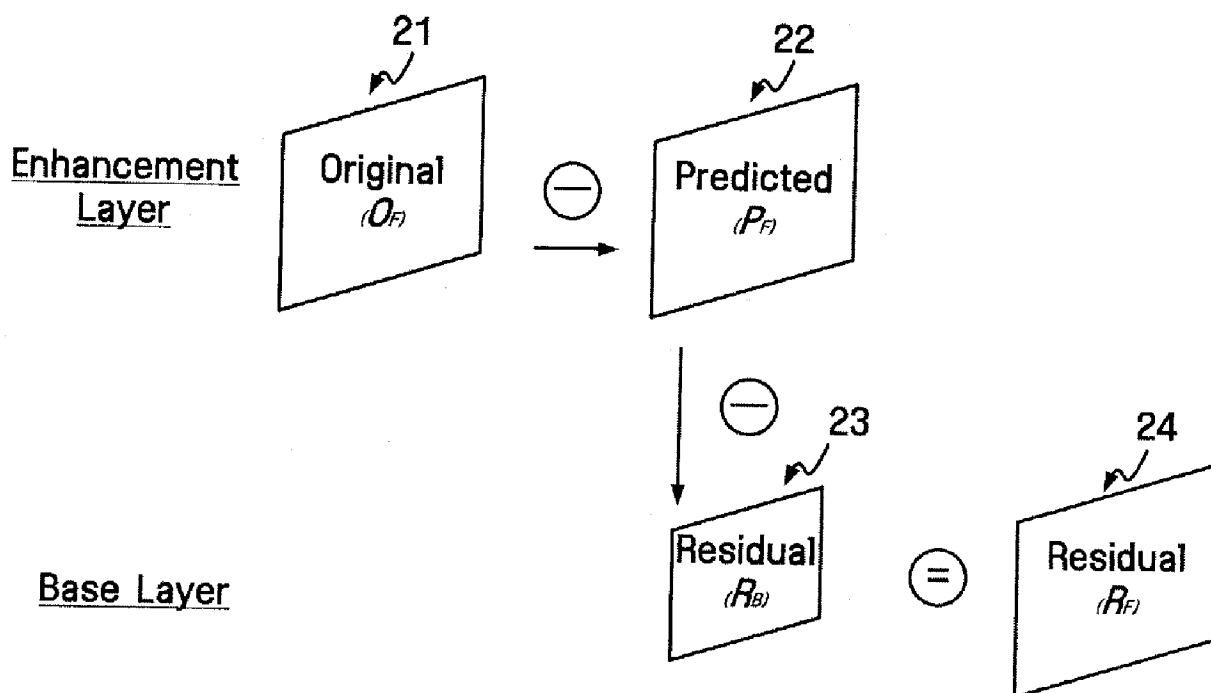 21
22
Enhancement
Layer
Original
(OF)
−
Predicted
(PF)
−
23
24
Base Layer
Residual
(RB)
=
Residual
(RF)